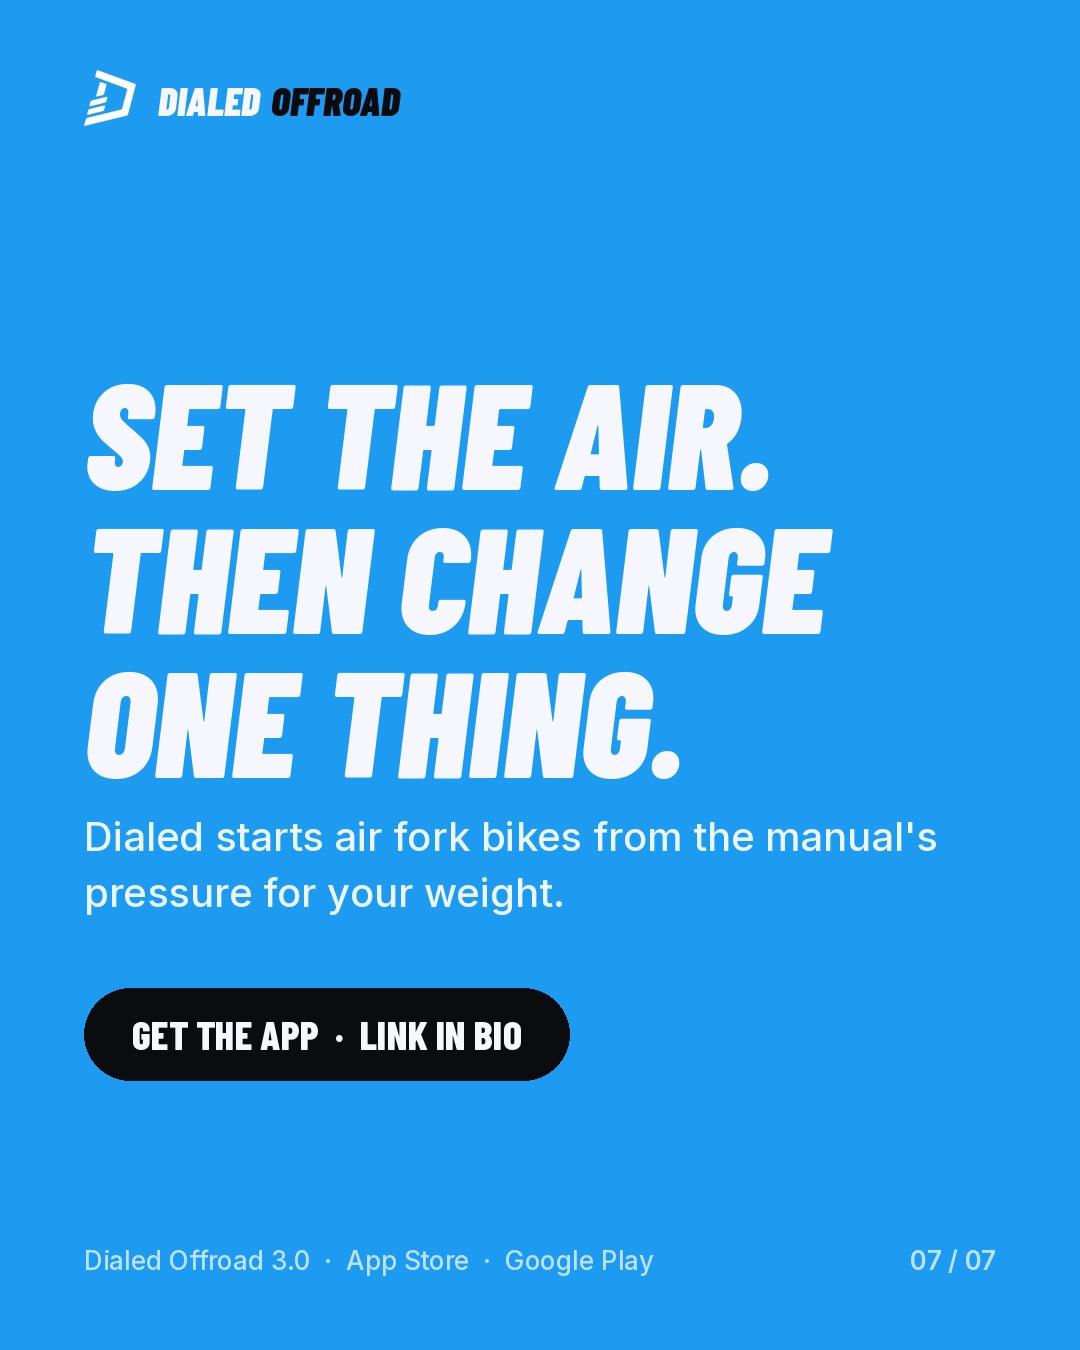 DIALED OFFROAD
SET THE AIR.
THEN CHANGE
ONE THING.
Dialed starts air fork bikes from the manual's
pressure for your weight.
GET THE APP · LINK IN BIO
Dialed Offroad 3.0 · App Store · Google Play 07 / 07